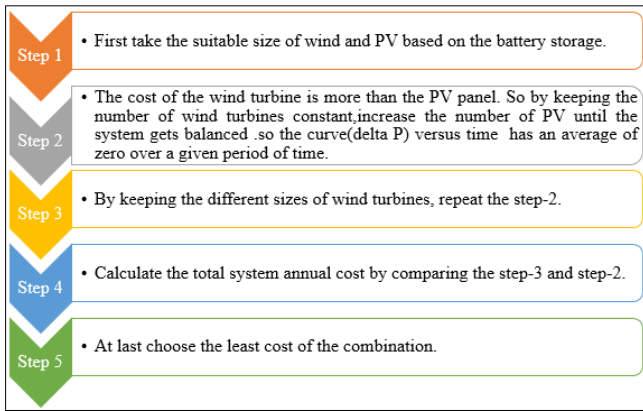 Step 1
• First take the suitable size of wind and PV based on the battery storage.
Step 2
• The cost of the wind turbine is more than the PV panel. So by keeping the
number of wind turbines constant,increase the number of PV until the
system gets balanced .so the curve(delta P) versus time has an average of
zero over a given period of time.
Step 3
• By keeping the different sizes of wind turbines, repeat the step-2.
Step 4
• Calculate the total system annual cost by comparing the step-3 and step-2.
Step 5
• At last choose the least cost of the combination.